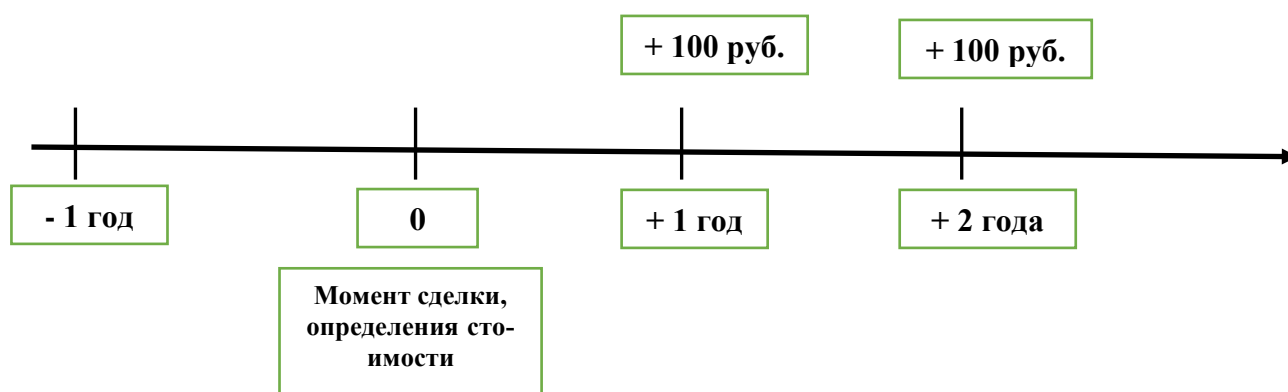 + 100 руб.
+ 100 руб.
- 1 год
0
+ 1 год
+ 2 года
Момент сделки,
определения сто-
имости